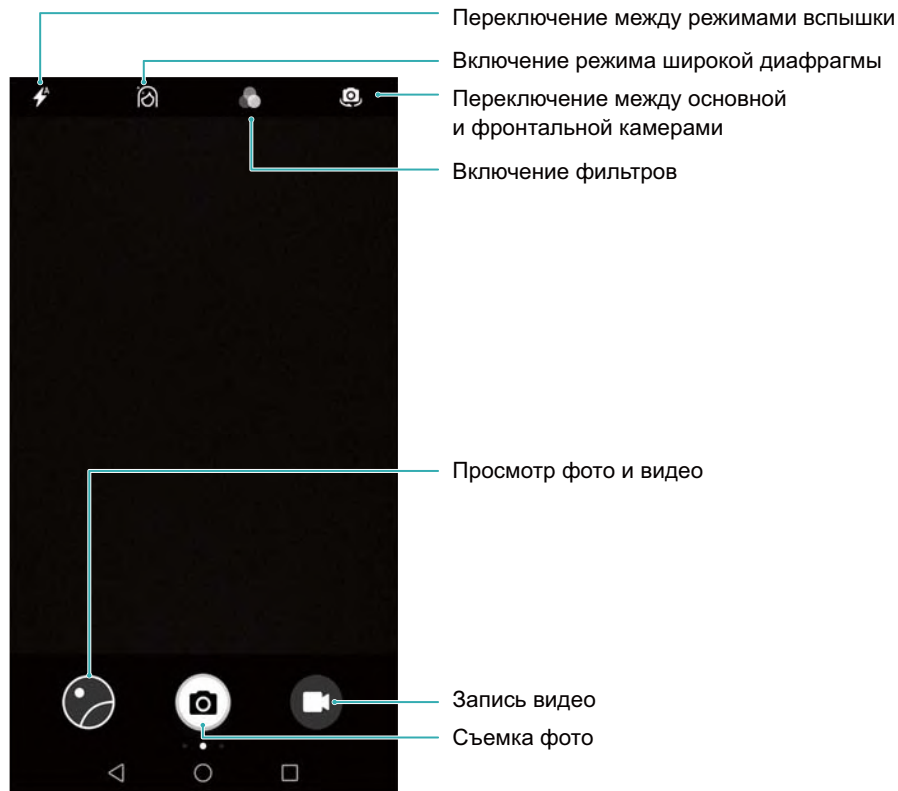 Переключение между режимами вспышки
Включение режима широкой диафрагмы
Переключение между основной
и фронтальной камерами
Включение фильтров
Просмотр фото и видео
Запись видео
Съемка фото